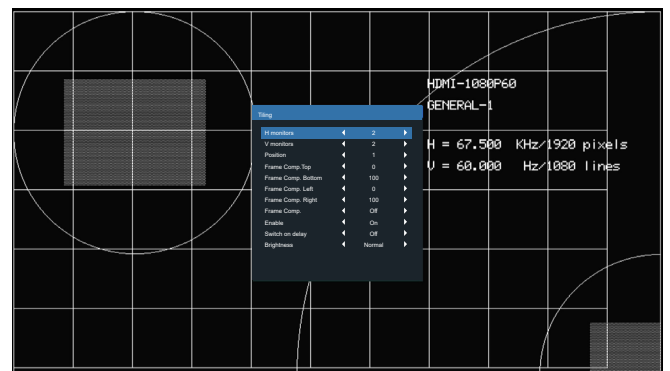 HDMI-1080P60
GENERAL-1
H = 67.500 KHz/1920 pixels
V = 60.000 Hz/1080 lines
Tiling
H monitors 2
V monitors 2
Position 1
Frame Comp.Top 0
Frame Comp. Bottom 100
Frame Comp. Left 0
Frame Comp. Right 100
Frame Comp. Off
Enable On
Switch on delay Off
Brightness Normal